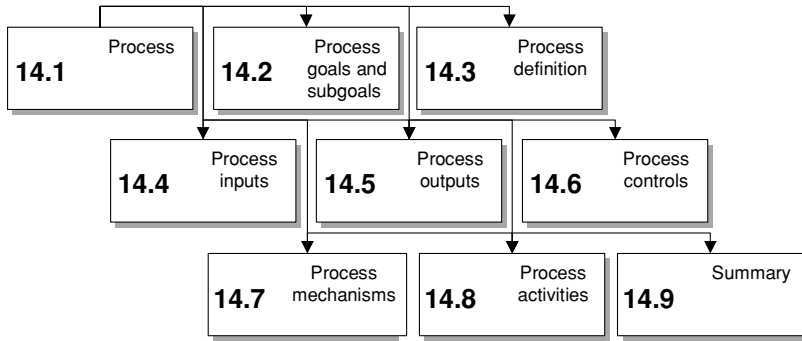 14.1
Process
14.2
Process
goals and
subgoals
14.3
Process
definition
14.4
Process
inputs
14.5
Process
outputs
14.6
Process
controls
14.7
Process
mechanisms
14.8
Process
activities
14.9
Summary